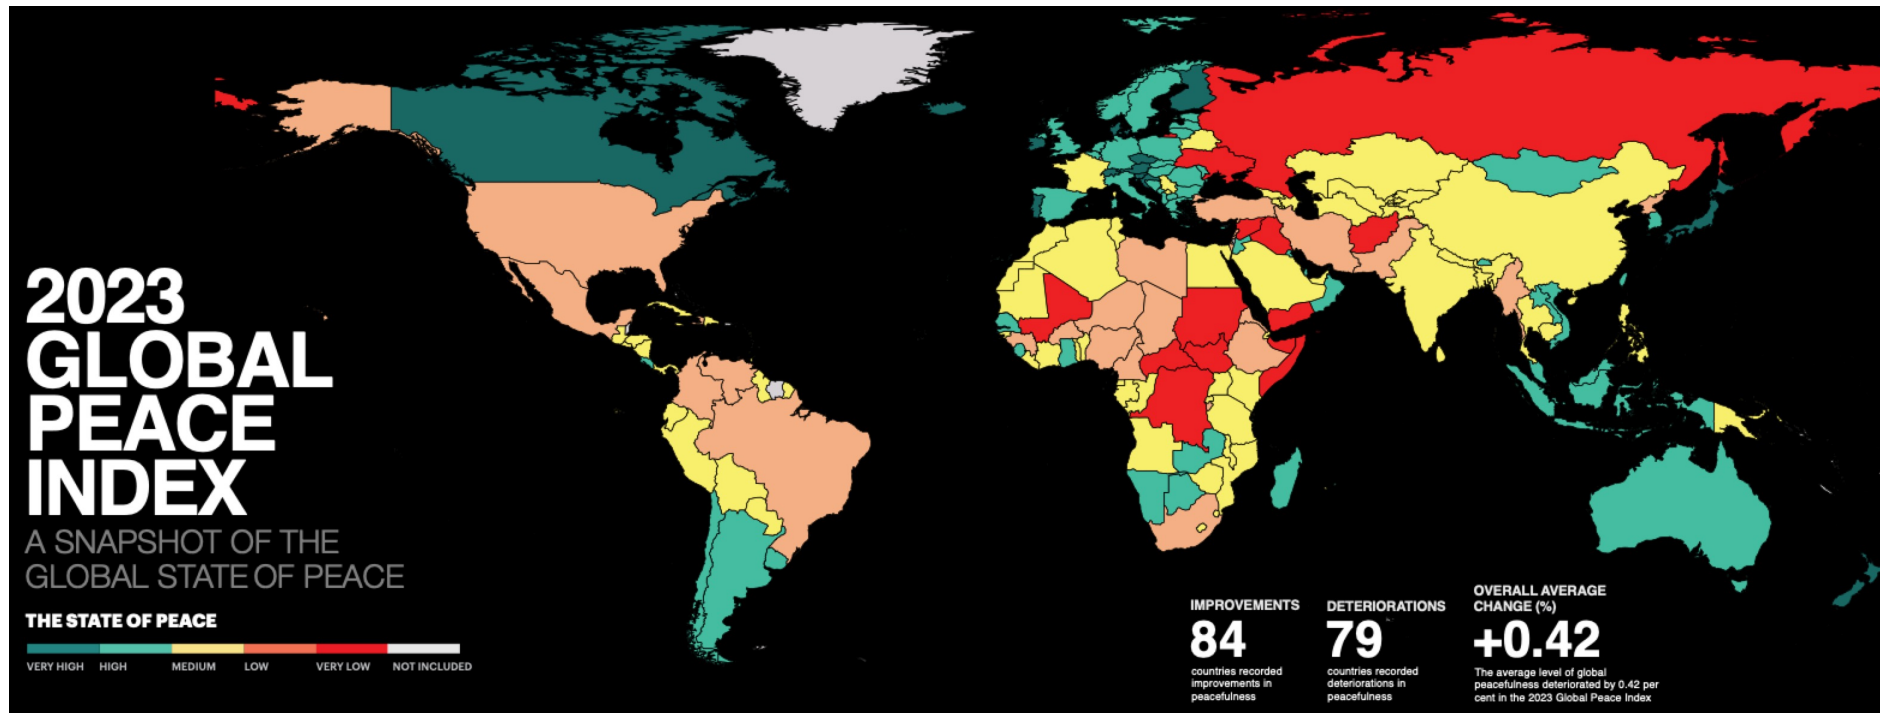 2023
GLOBAL
PEACE
INDEX
A SNAPSHOT OF THE
GLOBAL STATE OF PEACE
THE STATE OF PEACE
VERY HIGH HIGH MEDIUM LOW VERY LOW NOT INCLUDED
IMPROVEMENTS
84
countries recorded
improvements in
peacefulness
DETERIORATIONS
79
countries recorded
deteriorations in
peacefulness
OVERALL AVERAGE
CHANGE (%)
+0.42
The average level of global
peacefulness deteriorated by 0.42 per
cent in the 2023 Global Peace Index